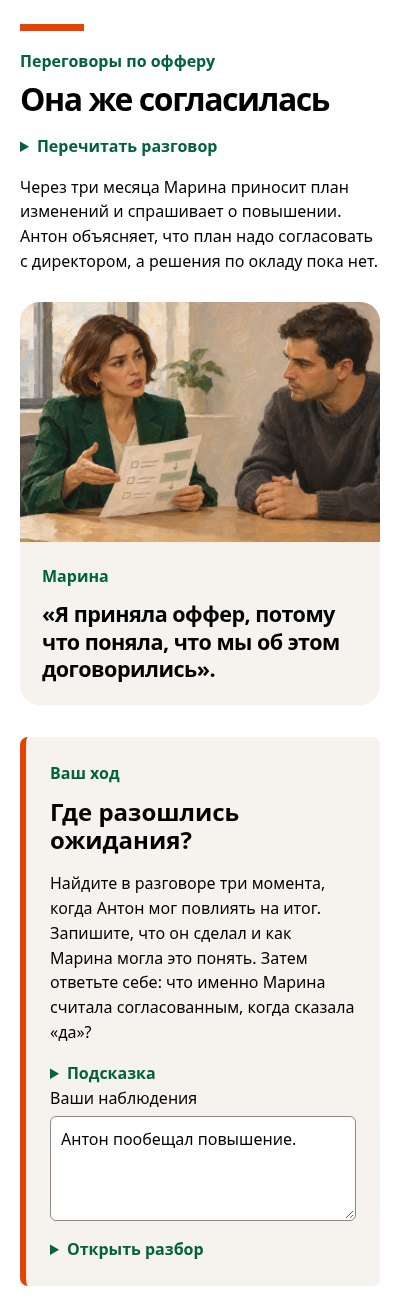 Переговоры по офферу
Она же согласилась
Перечитать разговор
Через три месяца Марина приносит план
изменений и спрашивает о повышении.
Антон объясняет, что план надо согласовать
с директором, а решения по окладу пока нет.
Марина
«Я приняла оффер, потому
что поняла, что мы об этом
договорились».
Ваш ход
Где разошлись
ожидания?
Найдите в разговоре три момента,
когда Антон мог повлиять на итог.
Запишите, что он сделал и как
Марина могла это понять. Затем
ответьте себе: что именно Марина
считала согласованным, когда сказала
«да»?
Подсказка
Ваши наблюдения
Антон пообещал повышение.
Открыть разбор